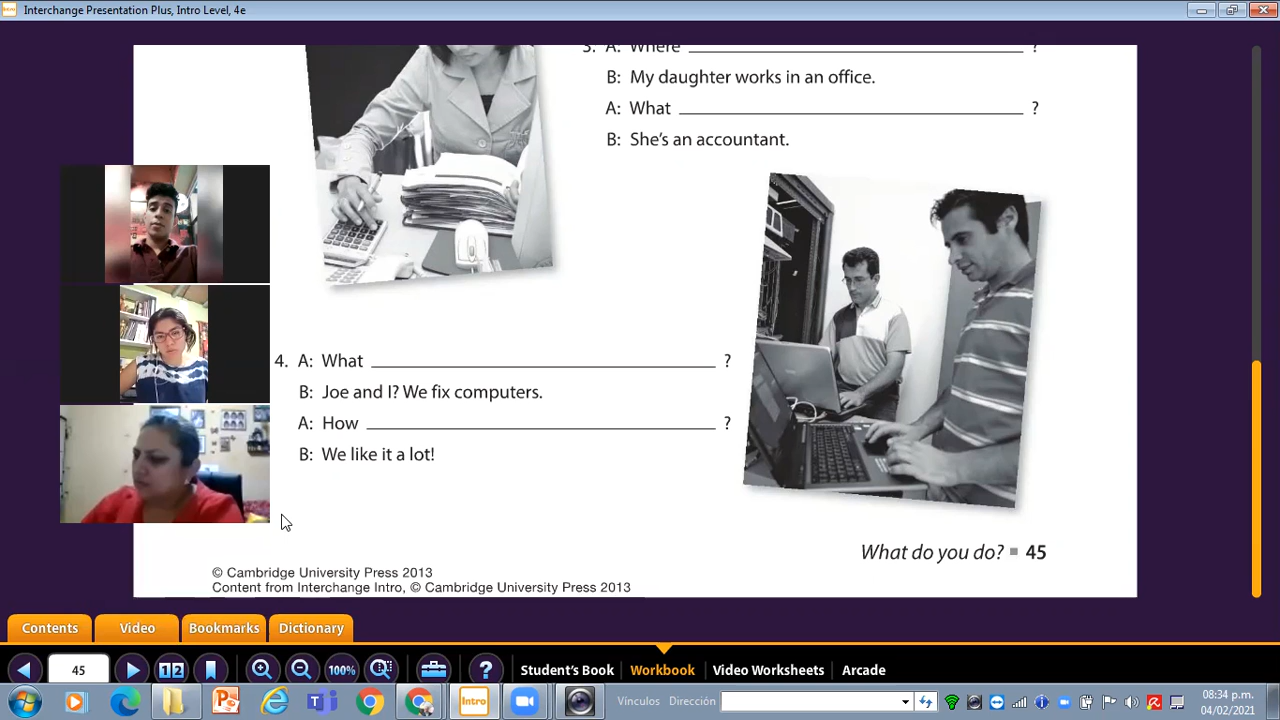 Interchange Presentation Plus, Intro Level, 4e
3. A: Where ?
B: My daughter works in an office.
A: What ?
B: She's an accountant.
4. A: What ?
B: Joe and I? We fix computers.
A: How ?
B: We like it a lot!
What do you do? ■ 45
© Cambridge University Press 2013
Content from Interchange Intro, © Cambridge University Press 2013
Contents Video Bookmarks Dictionary
45 12 100% ? Student's Book Workbook Video Worksheets Arcade
Intro Vínculos Dirección 08:34 p.m.
04/02/2021